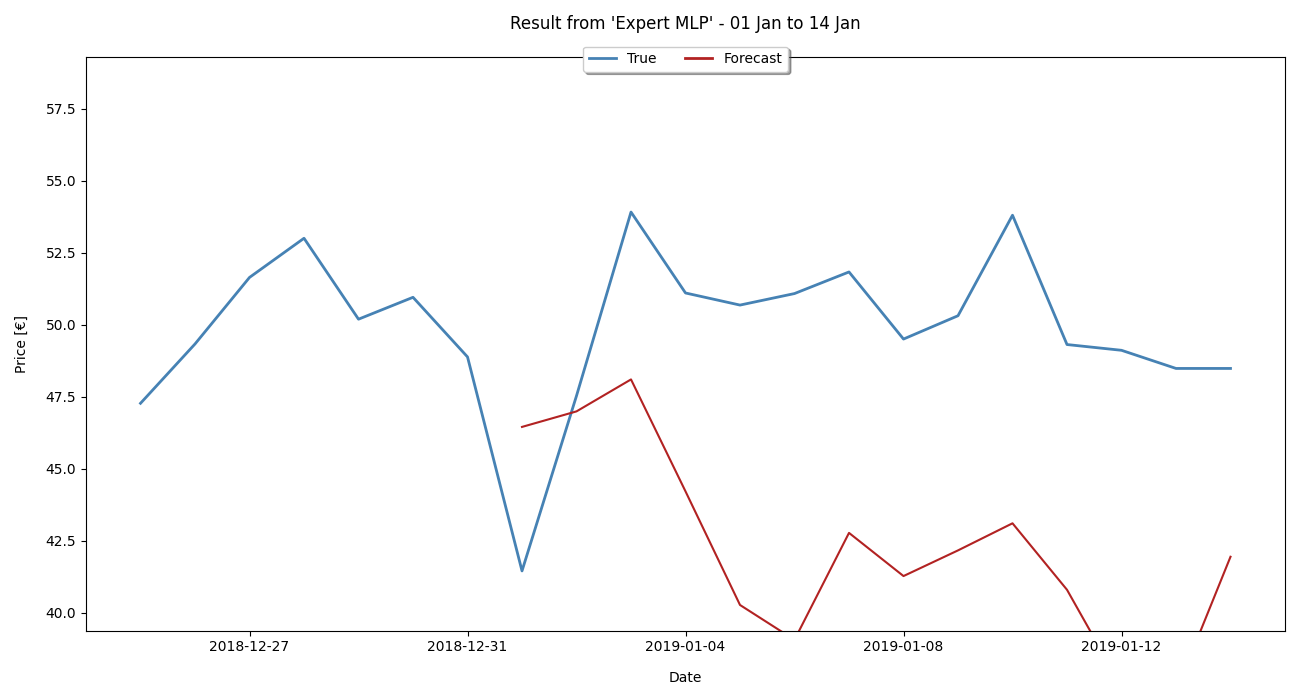 Result from 'Expert MLP' - 01 Jan to 14 Jan
True Forecast
57.5
55.0
52.5
50.0
47.5
45.0
42.5
40.0
Price [€]
2018-12-27 2018-12-31 2019-01-04 2019-01-08 2019-01-12
Date